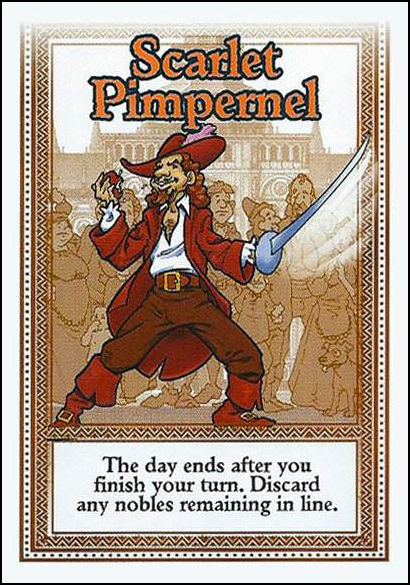 Scarlet
Pimpernel
The day ends after you
finish your turn. Discard
any nobles remaining in line.